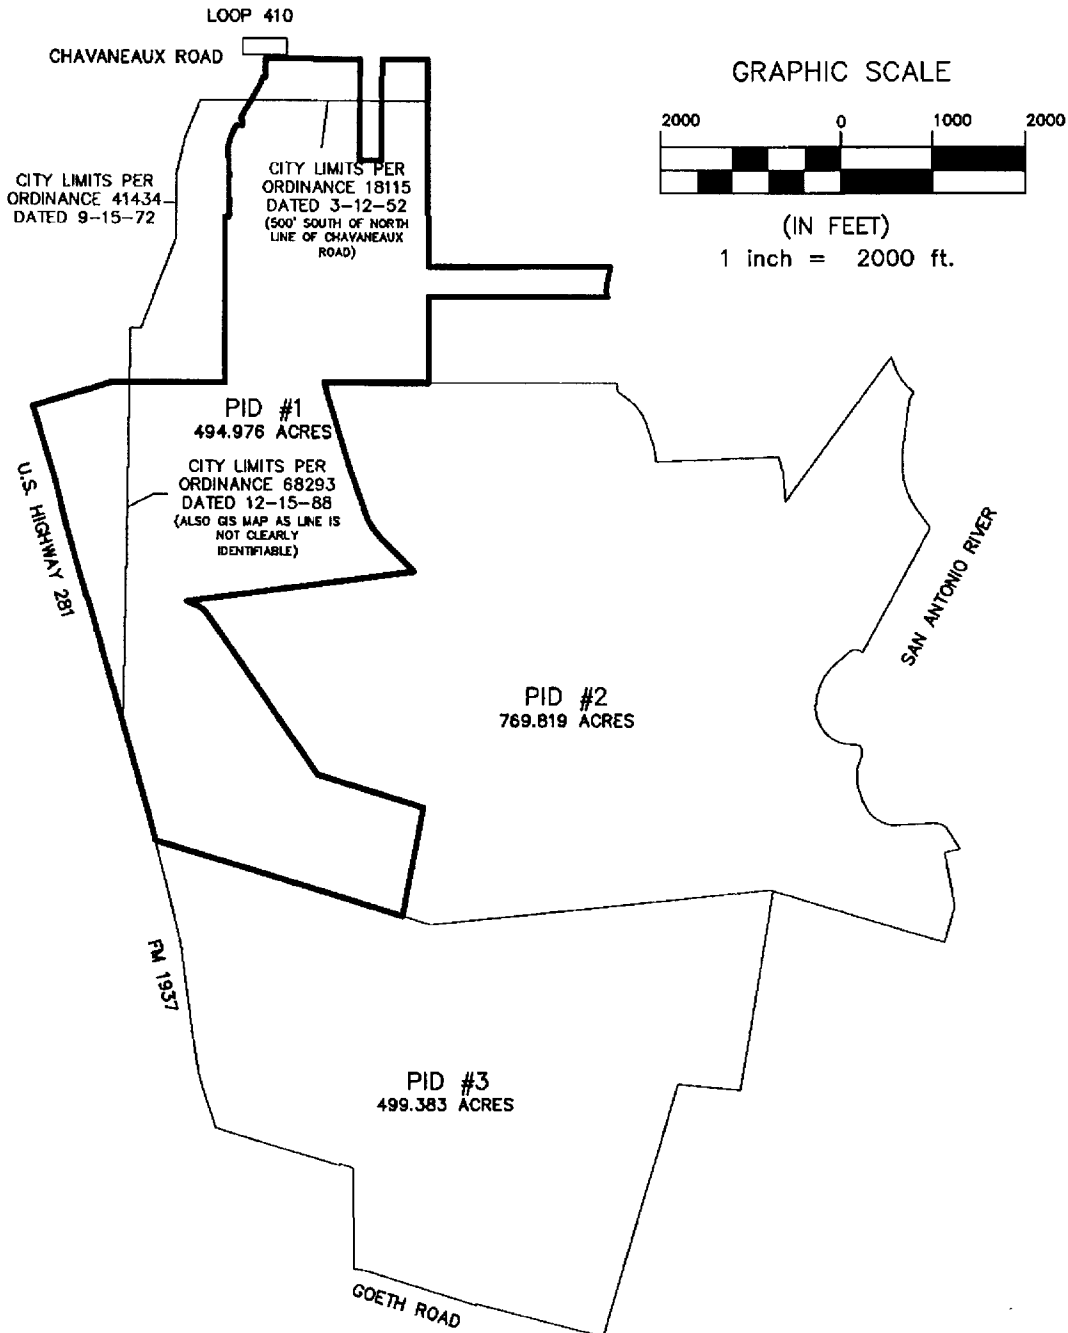 LOOP 410
CHAVANEAUX ROAD
GRAPHIC SCALE
2000 0 1000 2000
(IN FEET)
1 inch = 2000 ft.
CITY LIMITS PER
ORDINANCE 41434
DATED 9-15-72
CITY LIMITS PER
ORDINANCE 18115
DATED 3-12-52
(500' SOUTH OF NORTH
LINE OF CHAVANEAUX
ROAD)
PID #1
494.976 ACRES
CITY LIMITS PER
ORDINANCE 68293
DATED 12-15-88
(ALSO GIS MAP AS LINE IS
NOT CLEARLY
IDENTIFIABLE)
U.S. HIGHWAY 281
SAN ANTONIO RIVER
PID #2
769.819 ACRES
FM 1937
PID #3
499.383 ACRES
GOETH ROAD